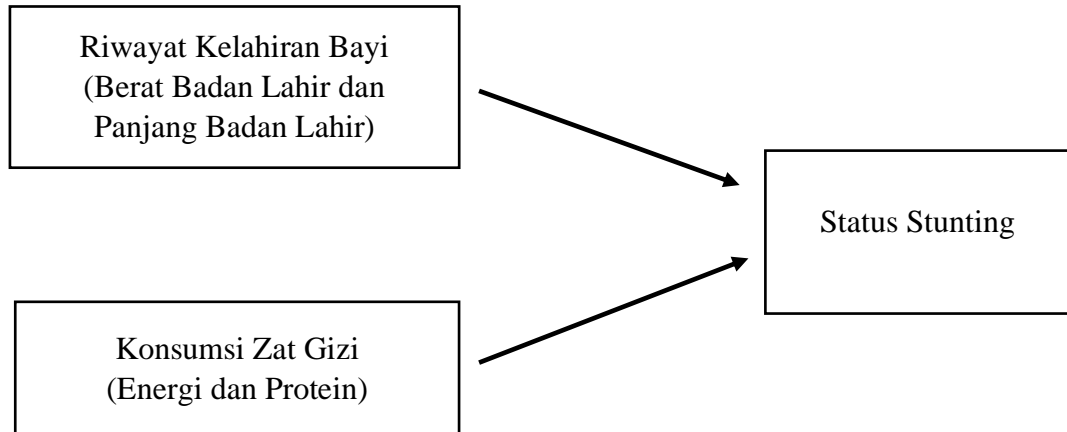 Riwayat Kelahiran Bayi
(Berat Badan Lahir dan
Panjang Badan Lahir)
Status Stunting
Konsumsi Zat Gizi
(Energi dan Protein)